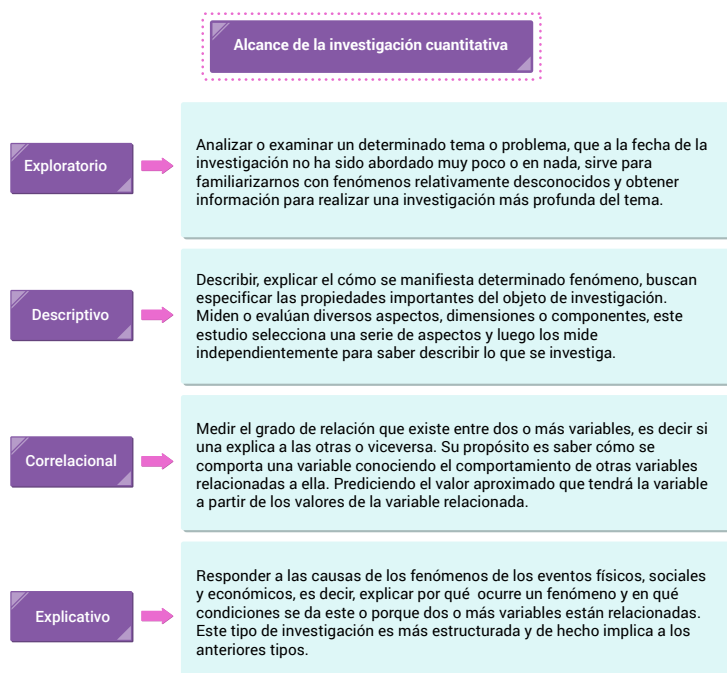 Alcance de la investigación cuantitativa
Exploratorio
Analizar o examinar un determinado tema o problema, que a la fecha de la
investigación no ha sido abordado muy poco o en nada, sirve para
familiarizarnos con fenómenos relativamente desconocidos y obtener
información para realizar una investigación más profunda del tema.
Descriptivo
Describir, explicar el cómo se manifiesta determinado fenómeno, buscan
especificar las propiedades importantes del objeto de investigación.
Miden o evalúan diversos aspectos, dimensiones o componentes, este
estudio selecciona una serie de aspectos y luego los mide
independientemente para saber describir lo que se investiga.
Correlacional
Medir el grado de relación que existe entre dos o más variables, es decir si
una explica a las otras o viceversa. Su propósito es saber cómo se
comporta una variable conociendo el comportamiento de otras variables
relacionadas a ella. Prediciendo el valor aproximado que tendrá la variable
a partir de los valores de la variable relacionada.
Explicativo
Responder a las causas de los fenómenos de los eventos físicos, sociales
y económicos, es decir, explicar por qué ocurre un fenómeno y en qué
condiciones se da este o porque dos o más variables están relacionadas.
Este tipo de investigación es más estructurada y de hecho implica a los
anteriores tipos.